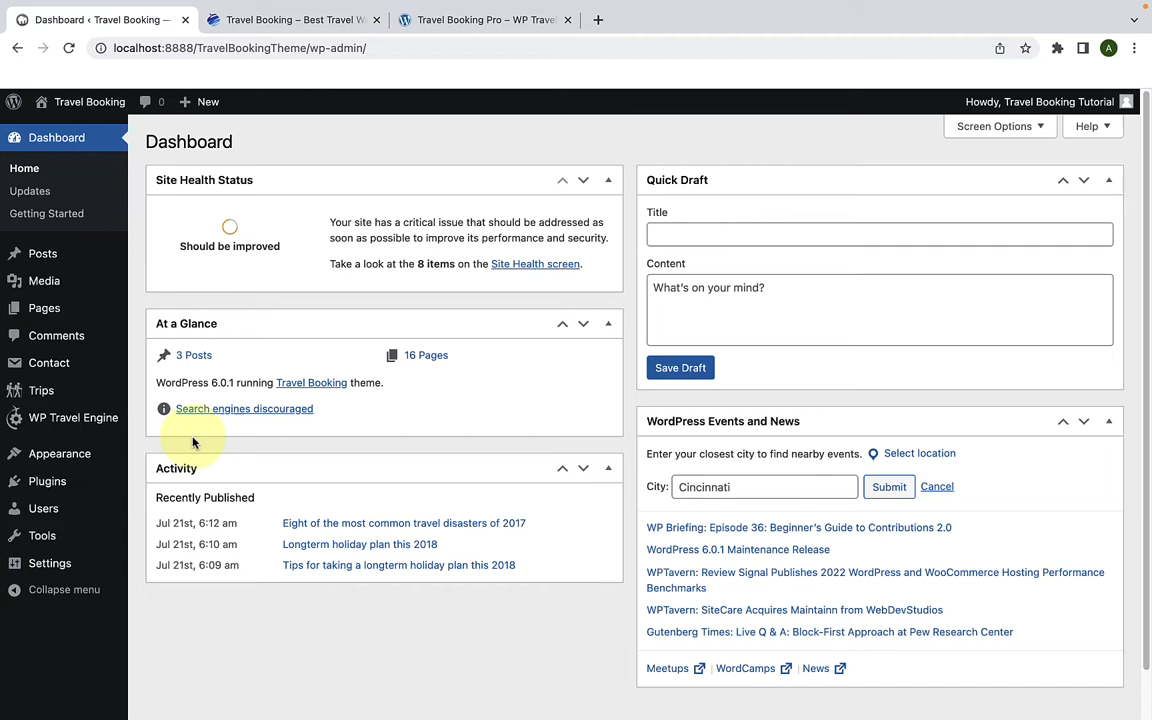 Dashboard ‹ Travel Booking —
Travel Booking – Best Travel W
Travel Booking Pro – WP Trave
localhost:8888/TravelBookingTheme/wp-admin/
A
Travel Booking
0
New
Howdy, Travel Booking Tutorial
Dashboard
Home
Updates
Getting Started
Posts
Media
Pages
Comments
Contact
Trips
WP Travel Engine
Appearance
Plugins
Users
Tools
Settings
Collapse menu
Screen Options
Help
Dashboard
Site Health Status
Should be improved
Your site has a critical issue that should be addressed as
soon as possible to improve its performance and security.
Take a look at the 8 items on the Site Health screen.
At a Glance
3 Posts
16 Pages
WordPress 6.0.1 running Travel Booking theme.
Search engines discouraged
Activity
Recently Published
Jul 21st, 6:12 am Eight of the most common travel disasters of 2017
Jul 21st, 6:10 am Longterm holiday plan this 2018
Jul 21st, 6:09 am Tips for taking a longterm holiday plan this 2018
Quick Draft
Title
Content
What's on your mind?
Save Draft
WordPress Events and News
Enter your closest city to find nearby events. Select location
City: Cincinnati Submit Cancel
WP Briefing: Episode 36: Beginner's Guide to Contributions 2.0
WordPress 6.0.1 Maintenance Release
WPTavern: Review Signal Publishes 2022 WordPress and WooCommerce Hosting Performance
Benchmarks
WPTavern: SiteCare Acquires Maintainn from WebDevStudios
Gutenberg Times: Live Q & A: Block-First Approach at Pew Research Center
Meetups | WordCamps | News